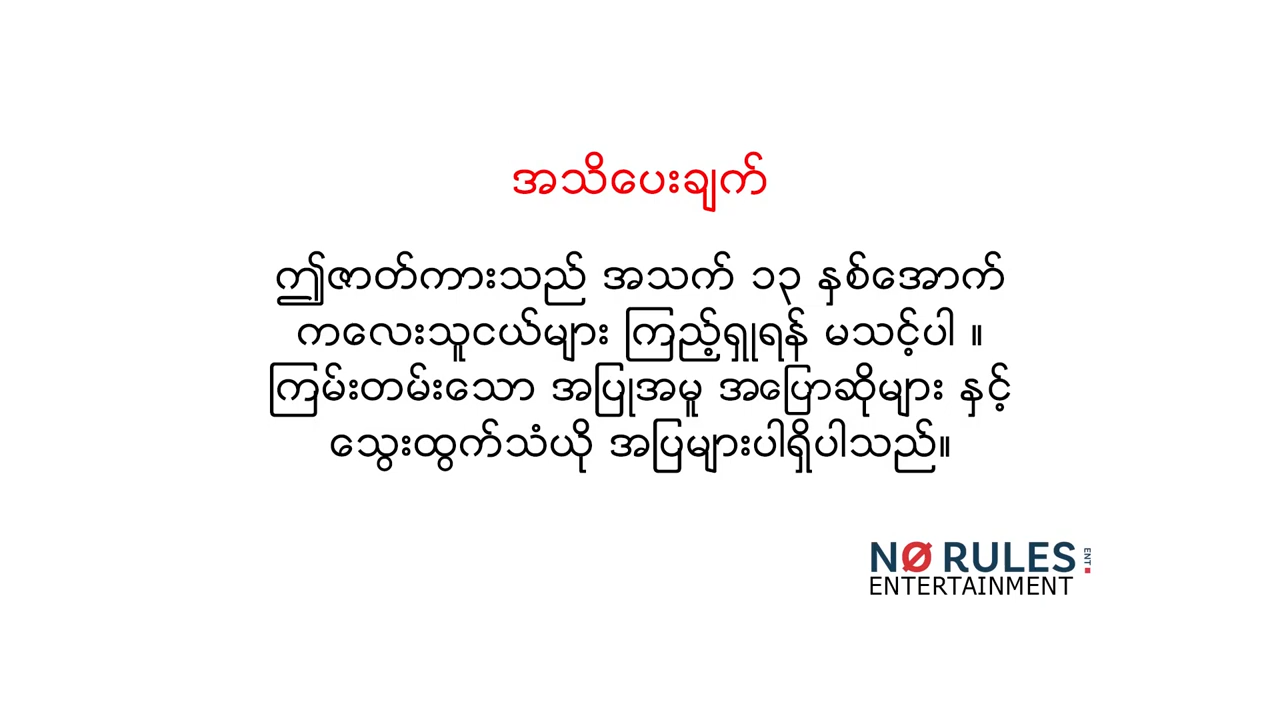 အသိပေးချက်
ဤဇာတ်ကားသည် အသက် ၁၃ နှစ်အောက်
ကလေးသူငယ်များ ကြည့်ရှုရန် မသင့်ပါ ။
ကြမ်းတမ်းသော အပြုအမူ အပြောဆိုများ နှင့်
သွေးထွက်သံယို အပြများပါရှိပါသည်။
NØ RULES ENT
ENTERTAINMENT